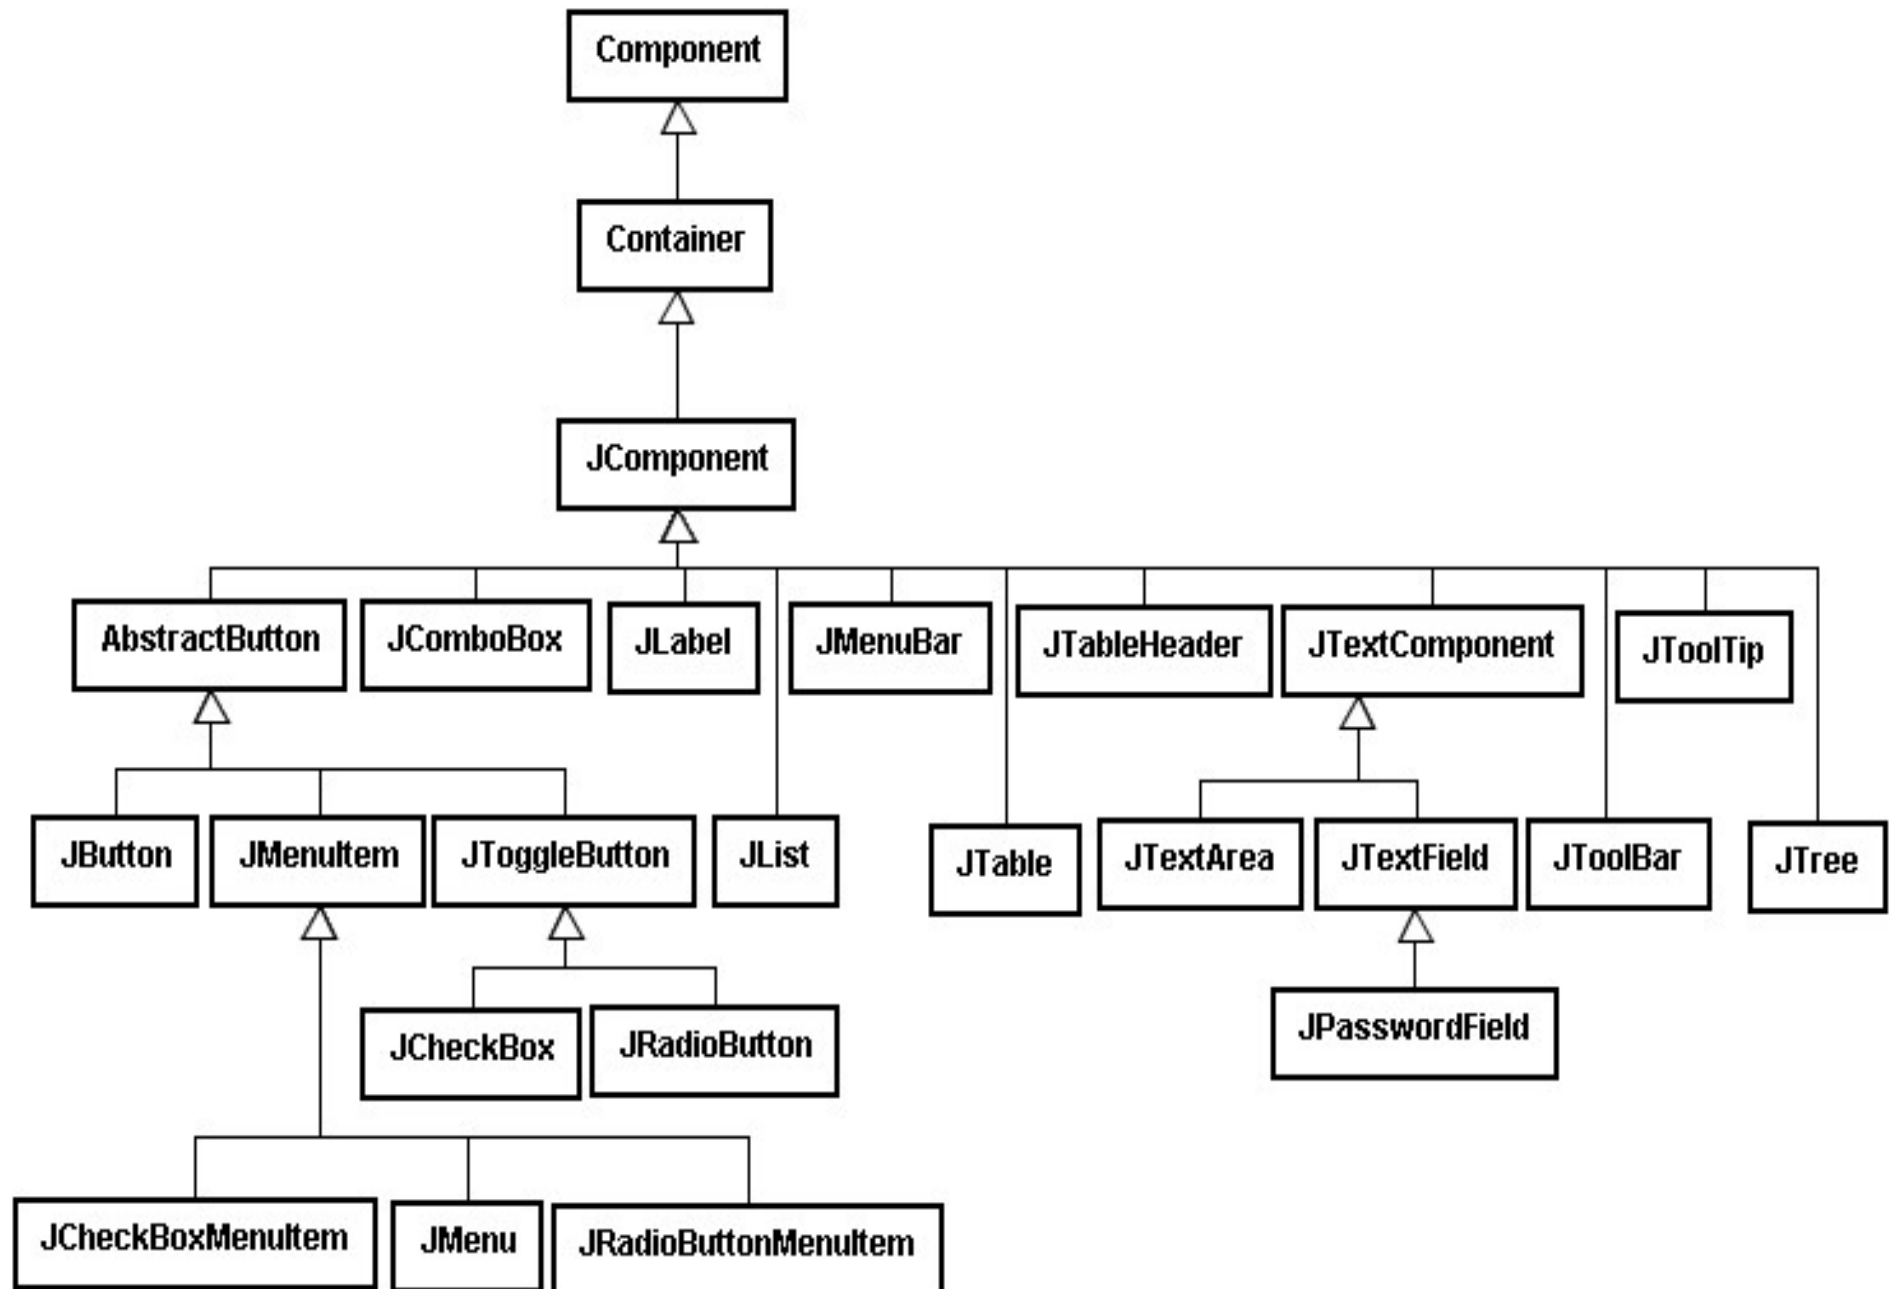 Component
Container
JComponent
AbstractButton
JComboBox
JLabel
JMenuBar
JTableHeader
JTextComponent
JToolTip
JButton
JMenuItem
JToggleButton
JList
JTable
JTextArea
JTextField
JToolBar
JTree
JCheckBox
JRadioButton
JPasswordField
JCheckBoxMenuItem
JMenu
JRadioButtonMenuItem